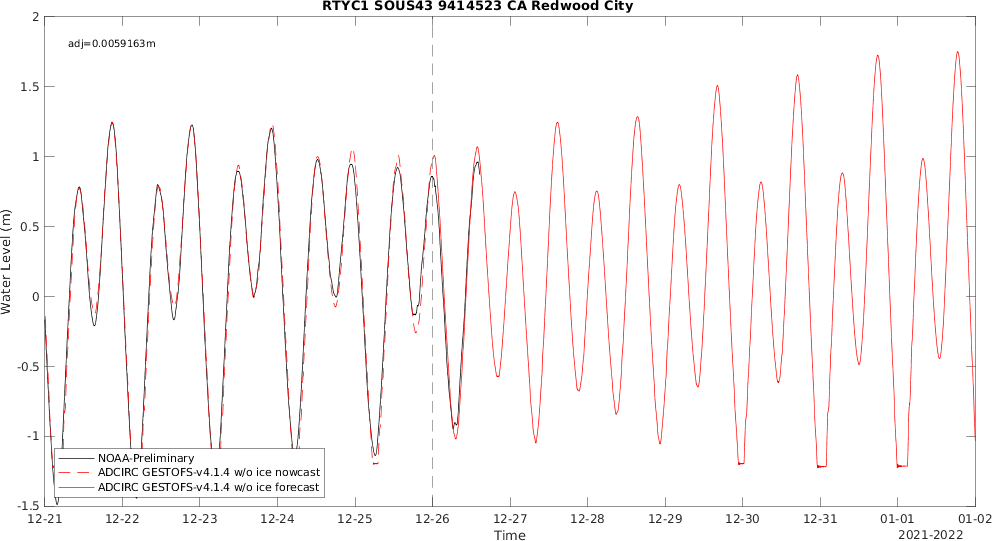 RTYC1 SOUS43 9414523 CA Redwood City
adj=0.0059163m
2
1.5
1
0.5
0
-0.5
-1
-1.5
Water Level (m)
NOAA-Preliminary
ADCIRC GESTOFS-v4.1.4 w/o ice nowcast
ADCIRC GESTOFS-v4.1.4 w/o ice forecast
12-21 12-22 12-23 12-24 12-25 12-26 12-27 12-28 12-29 12-30 12-31 01-01 01-02
Time
2021-2022